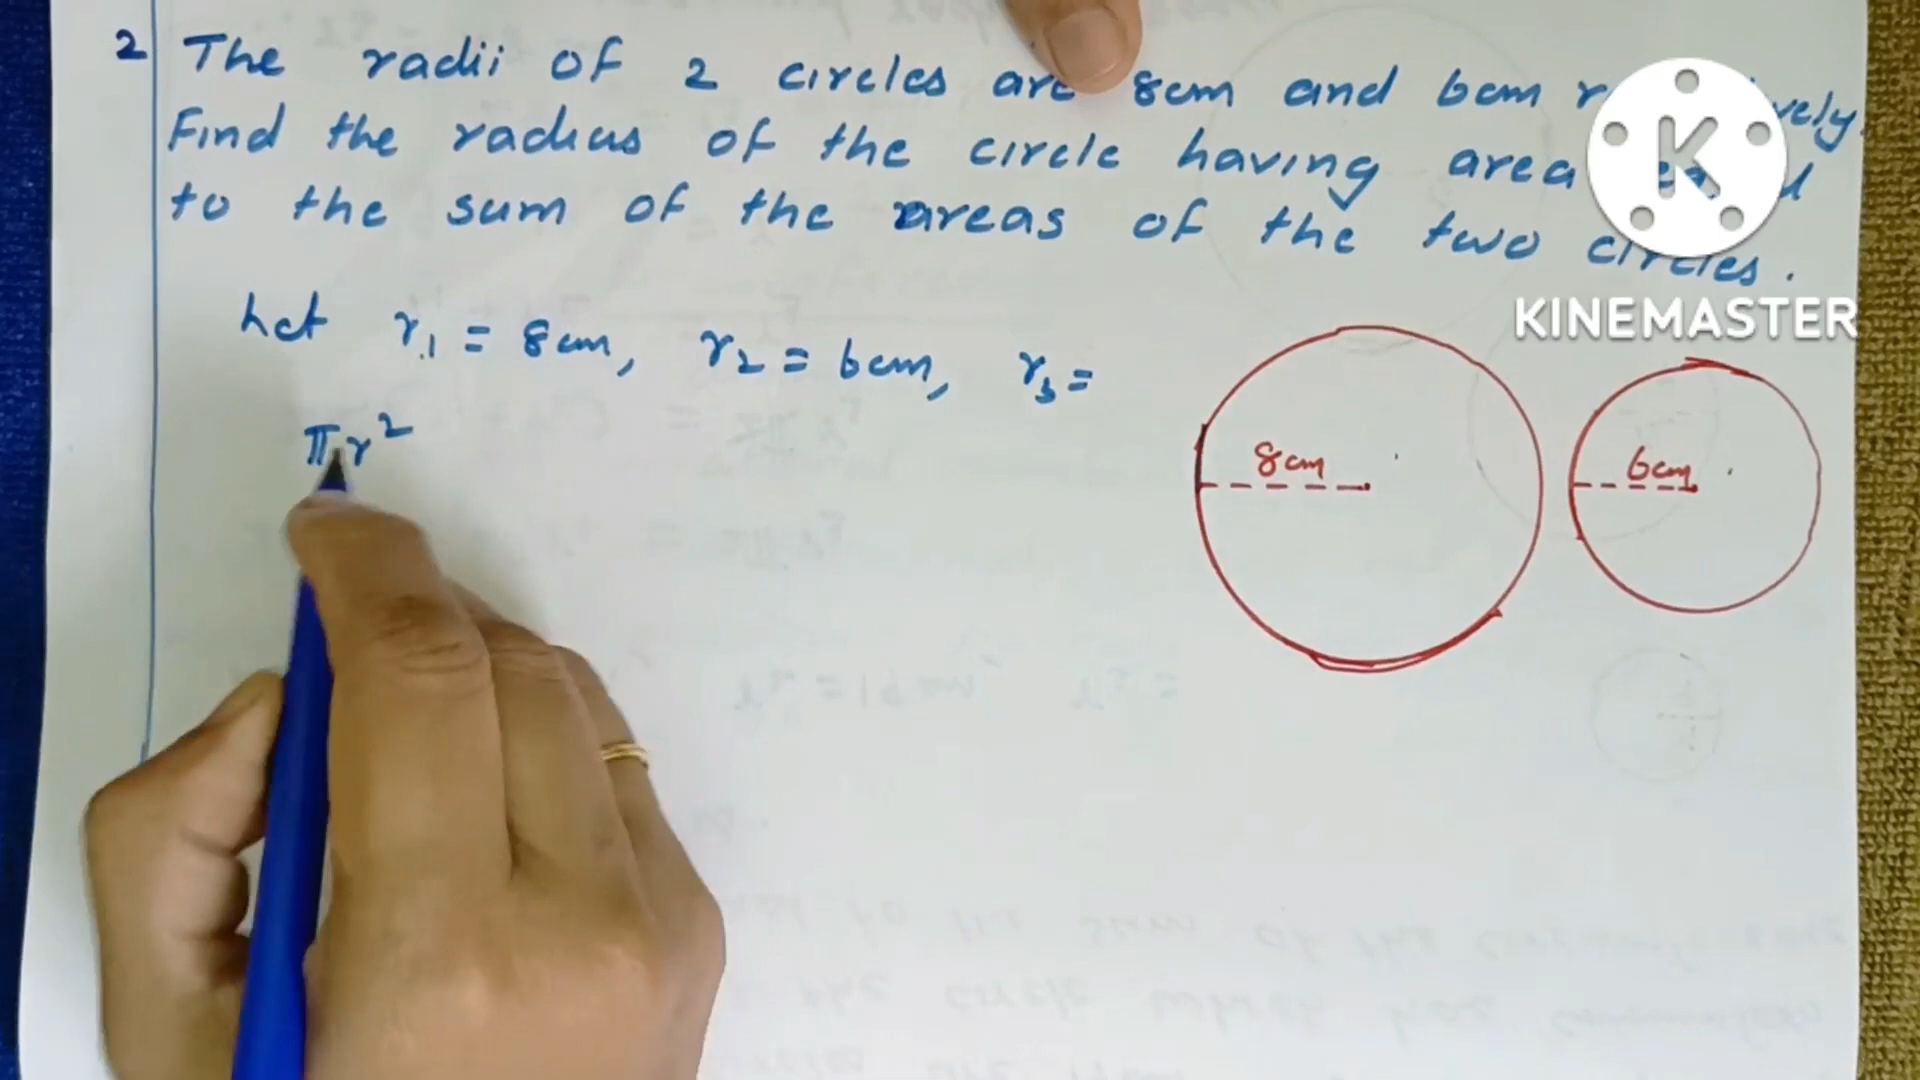 2 The radii of 2 circles are 8cm and 6cm
Find the radius of the circle having area
to the sum of the areas of the two circles.
Let r1 = 8cm, r2 = 6cm, r3 =
πr²
8cm
6cm
K
KINEMASTER